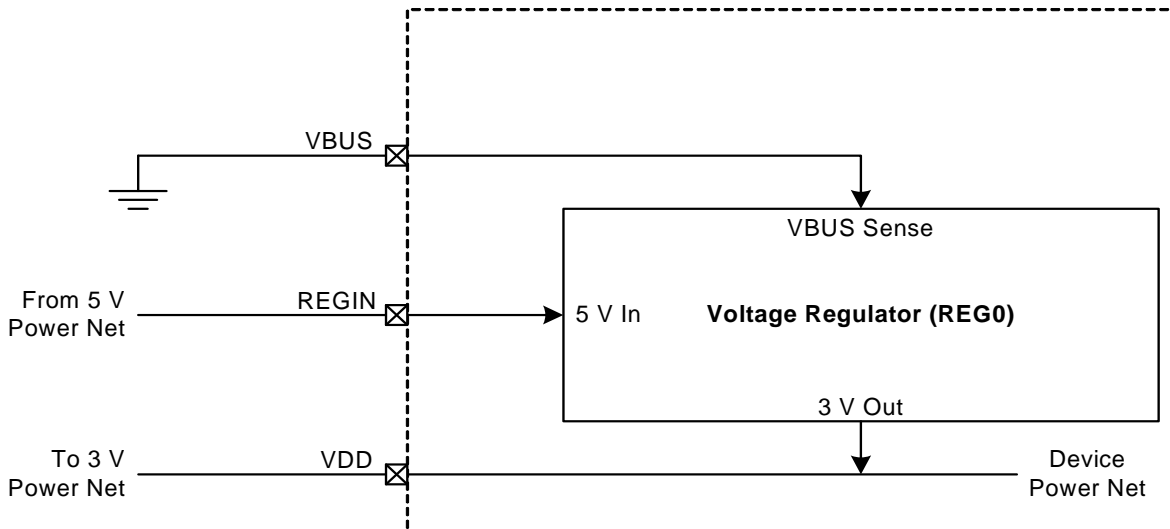 VBUS
VBUS Sense
From 5 V
Power Net
REGIN
5 V In
Voltage Regulator (REG0)
3 V Out
To 3 V
Power Net
VDD
Device
Power Net